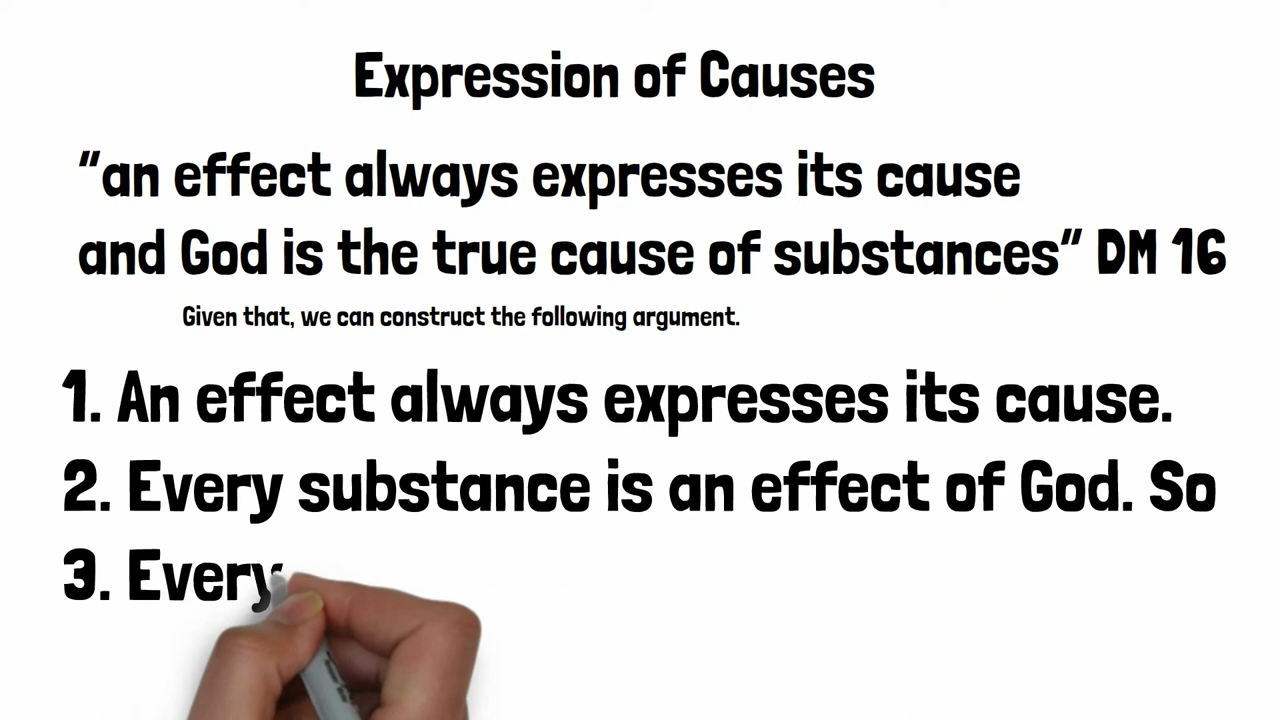 Expression of Causes
"an effect always expresses its cause
and God is the true cause of substances" DM 16
Given that, we can construct the following argument.
1. An effect always expresses its cause.
2. Every substance is an effect of God. So
3. Every